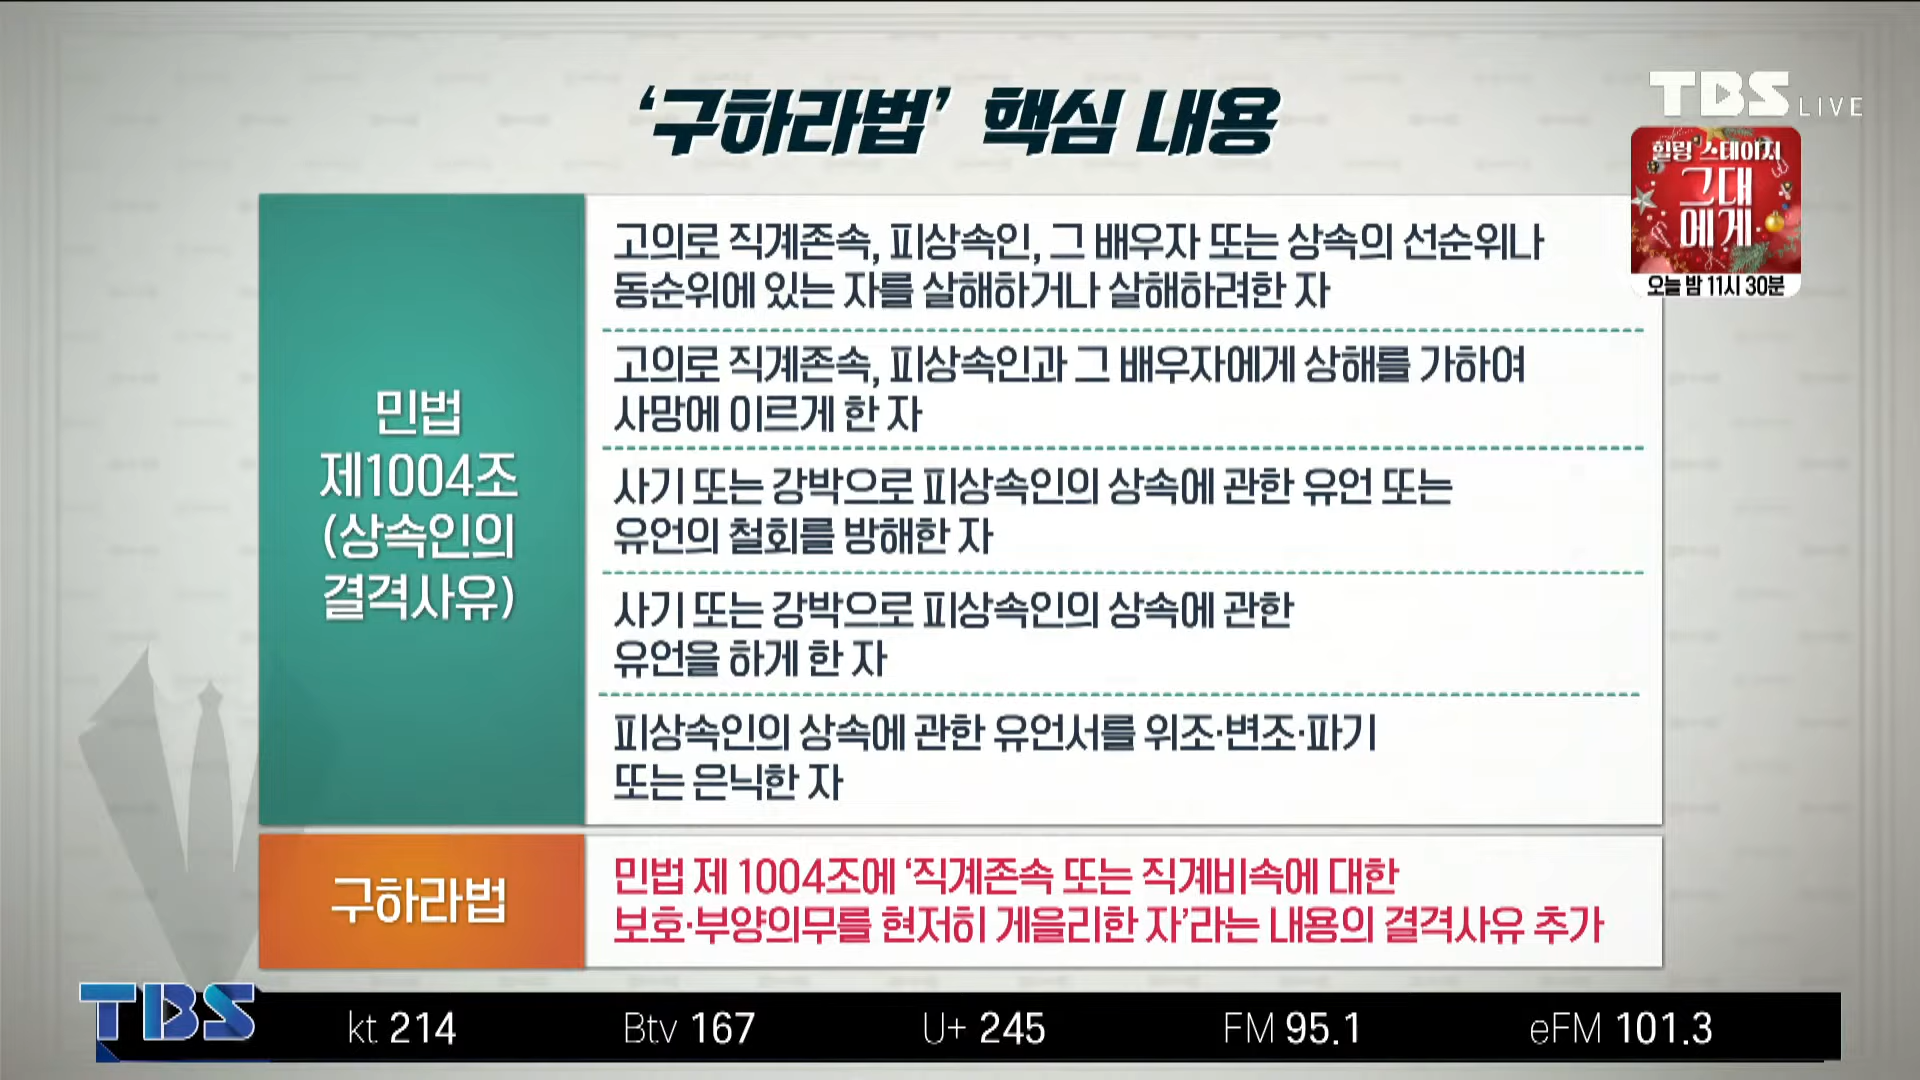 '구하라법' 핵심 내용
TBS LIVE
힐링 스테이지
그대
에게
오늘 밤 11시 30분
민법
제1004조
(상속인의
결격사유)
고의로 직계존속, 피상속인, 그 배우자 또는 상속의 선순위나
동순위에 있는 자를 살해하거나 살해하려한 자
고의로 직계존속, 피상속인과 그 배우자에게 상해를 가하여
사망에 이르게 한 자
사기 또는 강박으로 피상속인의 상속에 관한 유언 또는
유언의 철회를 방해한 자
사기 또는 강박으로 피상속인의 상속에 관한
유언을 하게 한 자
피상속인의 상속에 관한 유언서를 위조·변조·파기
또는 은닉한 자
구하라법
민법 제 1004조에 '직계존속 또는 직계비속에 대한
보호·부양의무를 현저히 게을리한 자'라는 내용의 결격사유 추가
TBS kt 214 Btv 167 U+ 245 FM 95.1 eFM 101.3